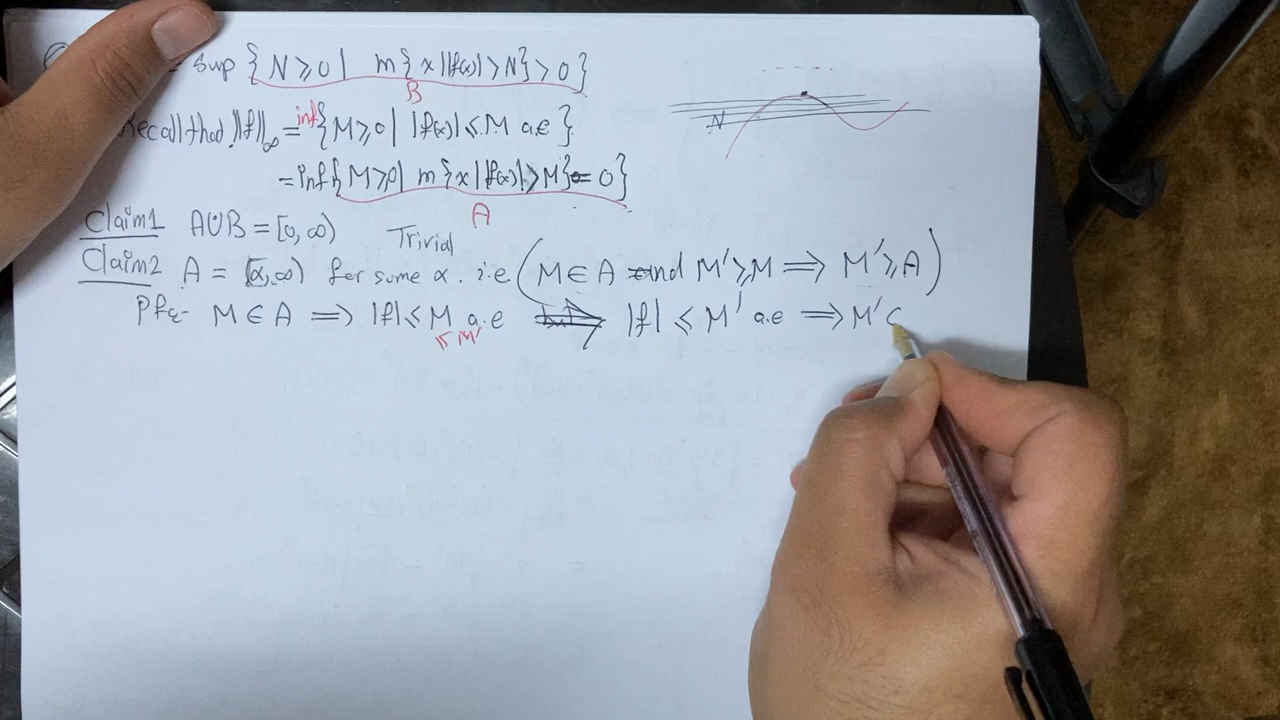 = sup {N ≥ 0 | m{x | |f(x)| > N} > 0}
B
N
Recall that ||f||∞ = inf {M ≥ 0 | |f(x)| ≤ M a.e}
= inf {M ≥ 0 | m{x | |f(x)| > M} = 0}
A
Claim1 A∪B = [0, ∞) Trivial
Claim2 A = [α, ∞) for some α. i.e (M ∈ A and M' ≥ M ⟹ M' ≥ A)
Pf:- M ∈ A ⟹ |f| ≤ M a.e ⟹ |f| ≤ M' a.e ⟹ M'
≤ M'